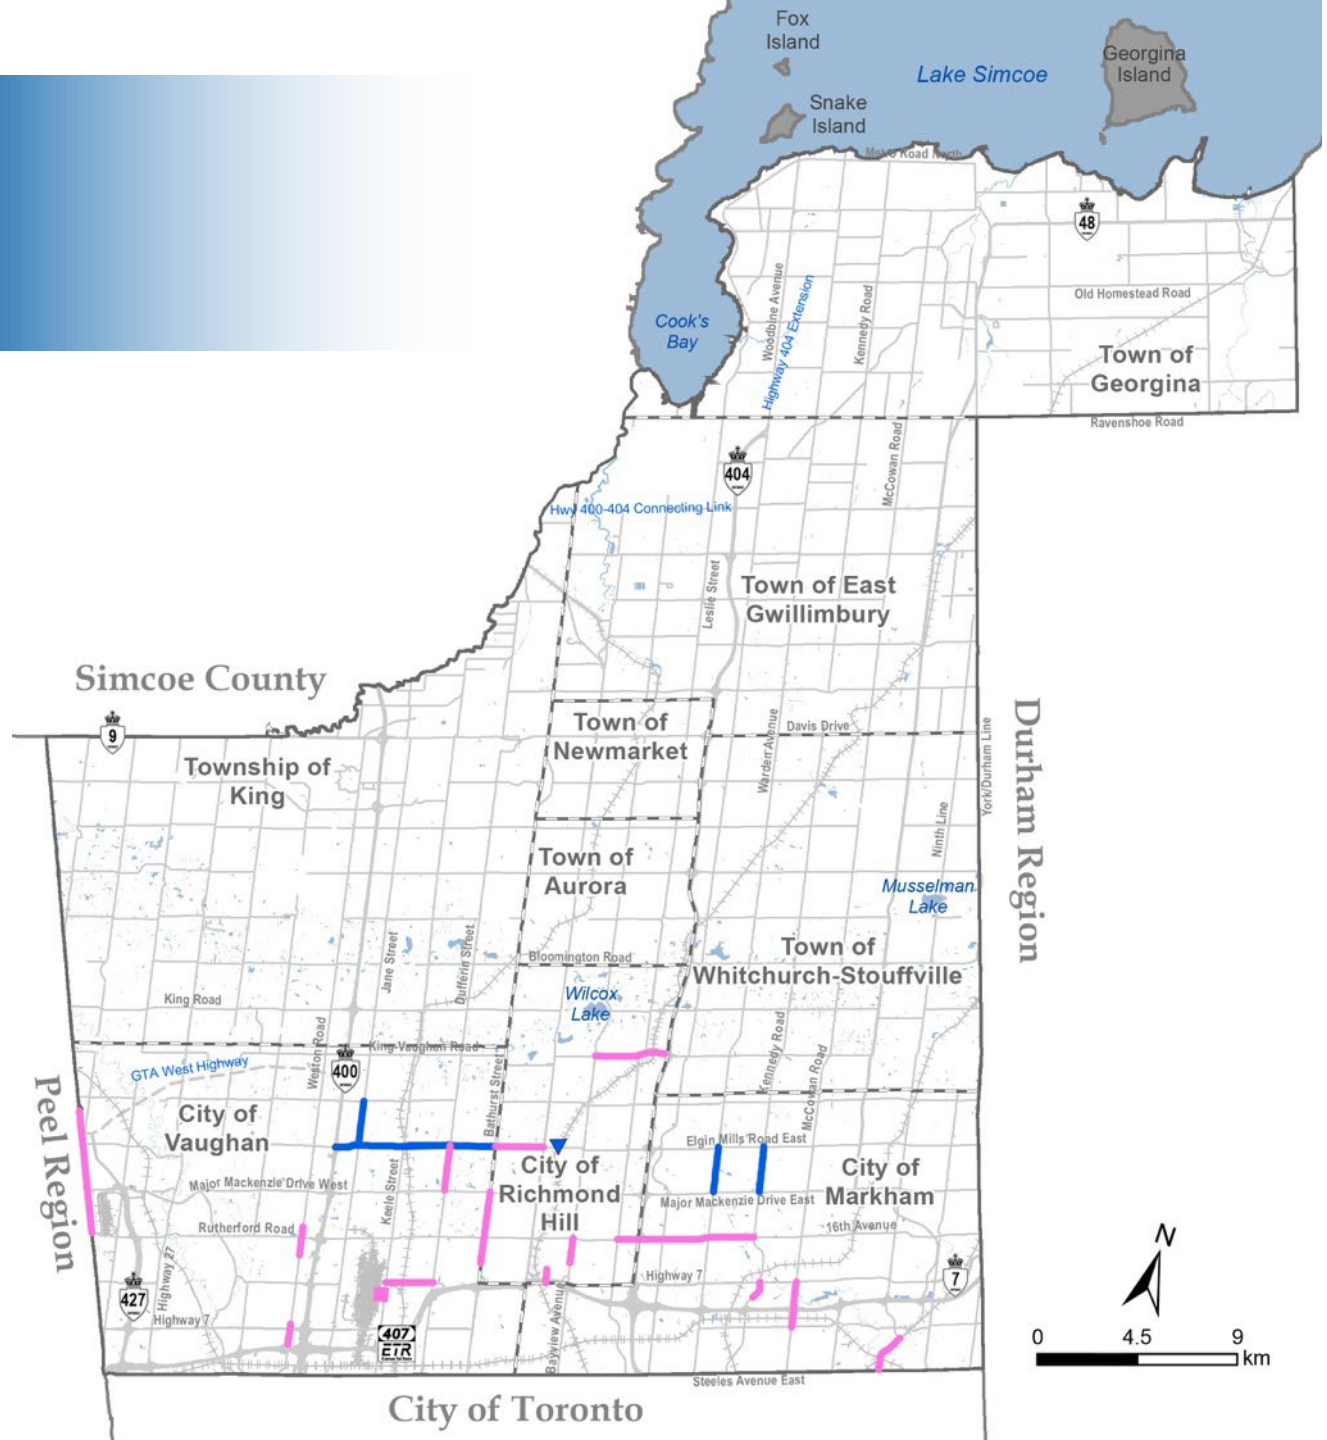 Fox
Island
Georgina
Island
Lake Simcoe
Snake
Island
Metro Road North
48
Woodbine Avenue
Highway 404 Extension
Kennedy Road
Old Homestead Road
Cook's
Bay
Town of
Georgina
Ravenshoe Road
McCowan Road
404
Hwy 400-404 Connecting Link
Leslie Street
Town of East
Gwillimbury
Simcoe County
9
Town of
Newmarket
Davis Drive
Warden Avenue
York/Durham Line
Durham Region
Township of
King
Ninth Line
Town of
Aurora
Musselman
Lake
Jane Street
Dufferin Street
Bloomington Road
Town of
Whitchurch-Stouffville
King Road
Wilcox
Lake
Weston Road
King-Vaughan Road
Kennedy Road
McCowan Road
GTA West Highway
400
Bathurst Street
Peel Region
City of
Vaughan
Elgin Mills Road East
City of
Richmond
Hill
City of
Markham
Major Mackenzie Drive West
Keele Street
Major Mackenzie Drive East
Rutherford Road
16th Avenue
Highway 27
Highway 7
7
427
Highway 7
407
ETR
Bayview Avenue
Steeles Avenue East
City of Toronto
N
0 4.5 9
km